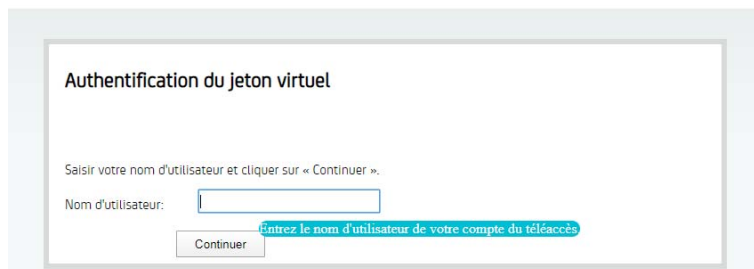 Authentification du jeton virtuel
Saisir votre nom d'utilisateur et cliquer sur « Continuer ».
Nom d'utilisateur:
Entrez le nom d'utilisateur de votre compte du téléaccès
Continuer